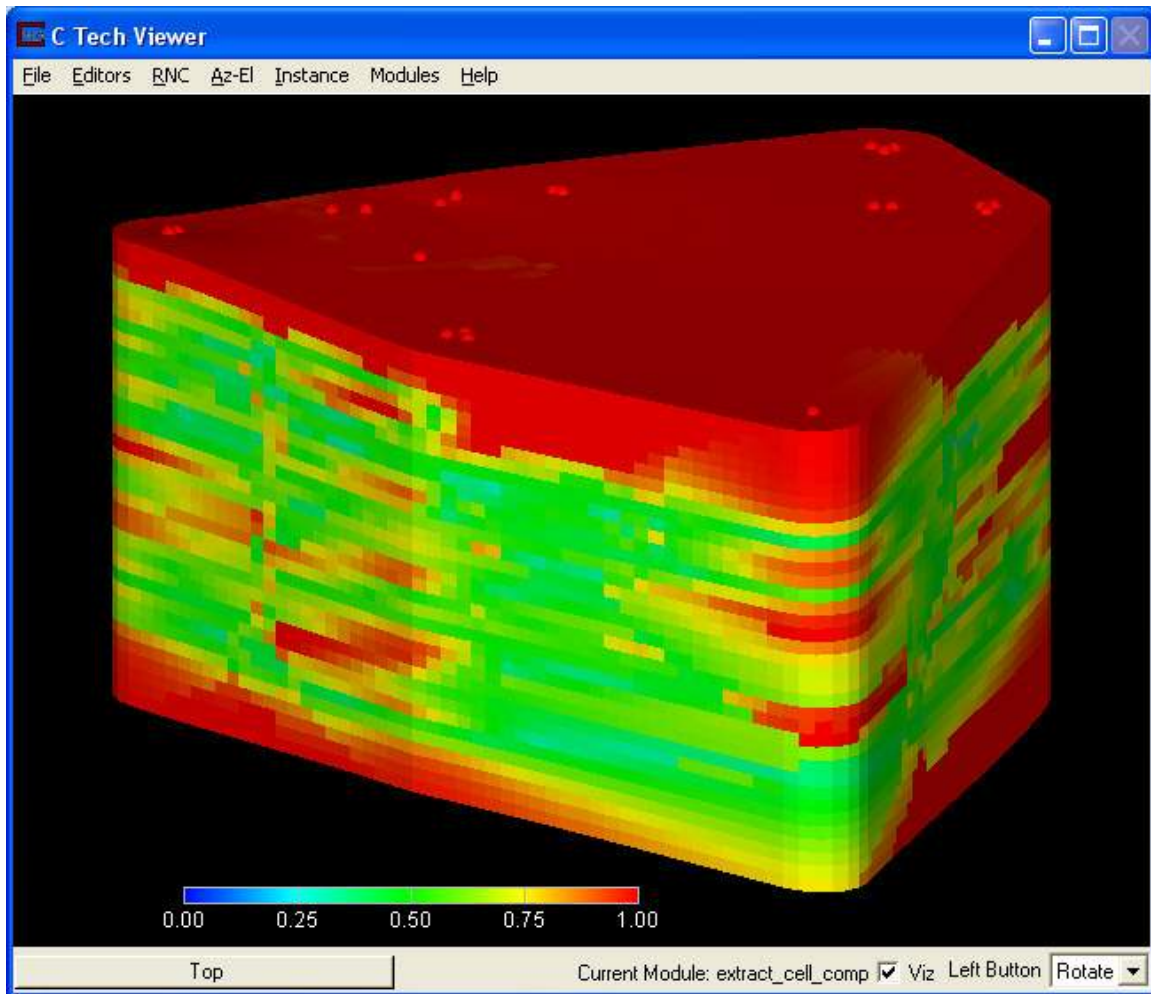 C Tech Viewer
File Editors RNC Az-El Instance Modules Help
0.00 0.25 0.50 0.75 1.00
Top Current Module: extract_cell_comp Viz Left Button Rotate